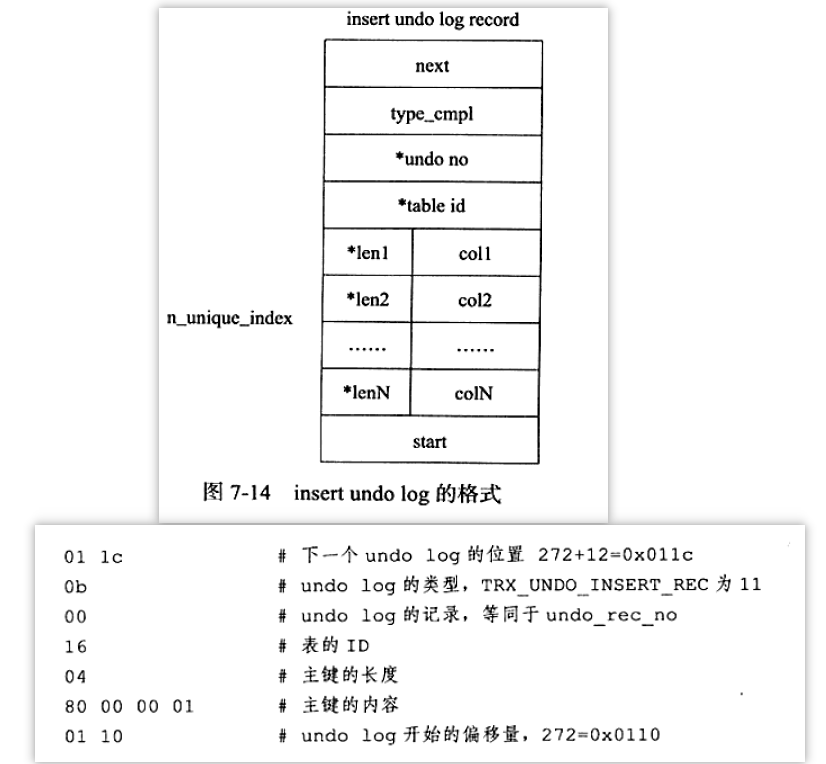 insert undo log record
next
type_cmpl
*undo no
*table id
*len1 col1
*len2 col2
n_unique_index
...... ......
*lenN colN
start
图 7-14 insert undo log 的格式
01 1c # 下一个 undo log 的位置 272+12=0x011c
0b # undo log 的类型，TRX_UNDO_INSERT_REC 为 11
00 # undo log 的记录，等同于 undo_rec_no
16 # 表的 ID
04 # 主键的长度
80 00 00 01 # 主键的内容
01 10 # undo log 开始的偏移量，272=0x0110